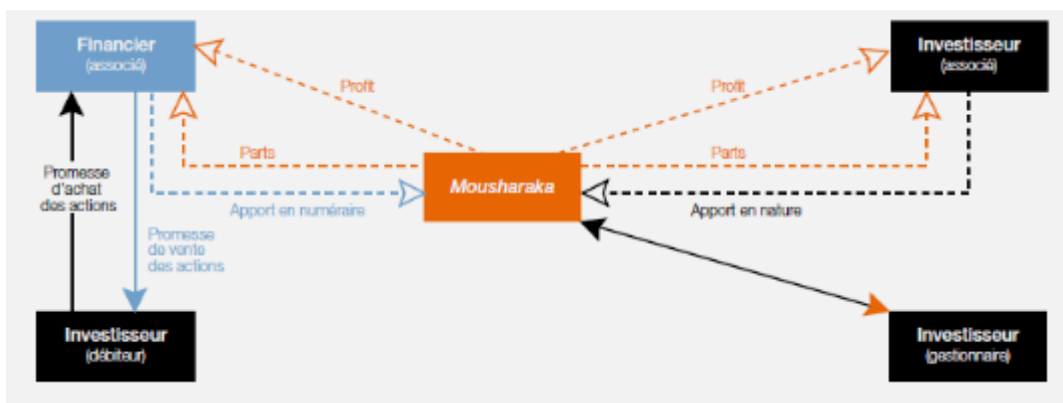 Financier
(associé)
Investisseur
(associé)
Profit
Profit
Parts
Parts
Mousharaka
Promesse
d'achat
des actions
Apport en numéraire
Apport en nature
Promesse
de vente
des actions
Investisseur
(débiteur)
Investisseur
(gestionnaire)